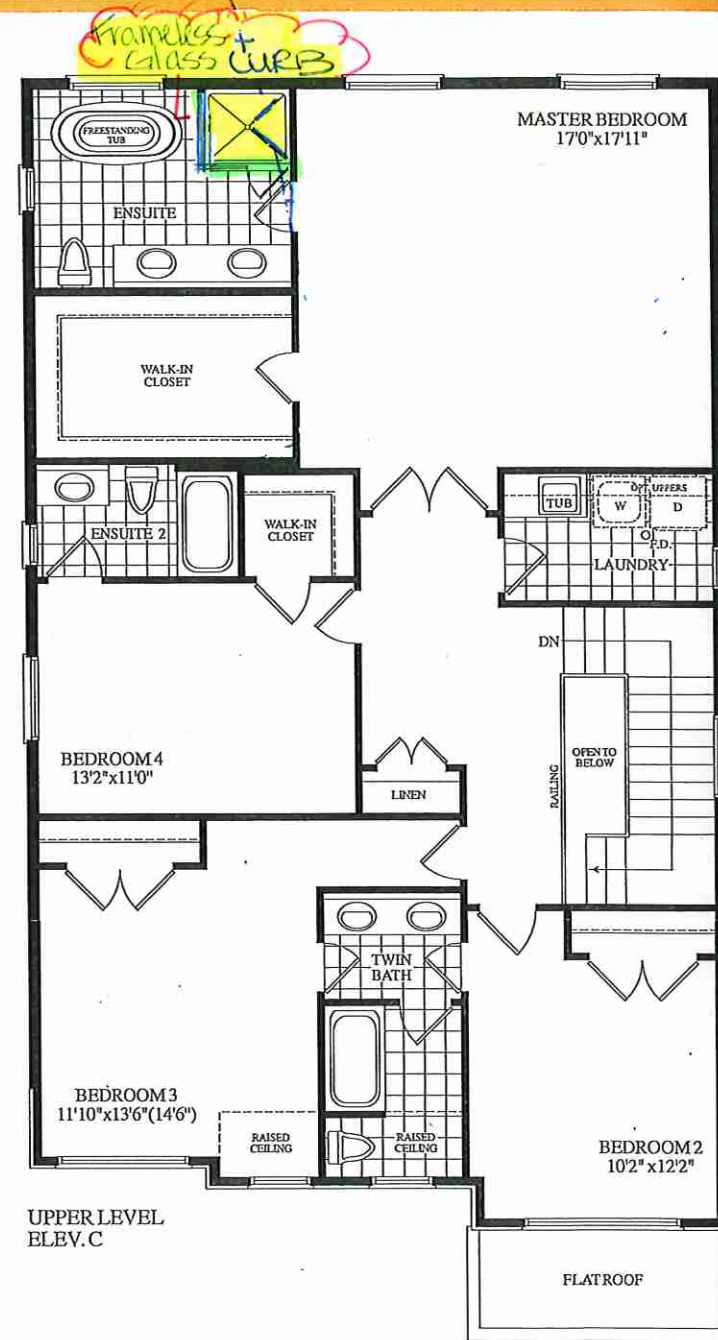 Frameless +
Glass CURB
MASTER BEDROOM
17'0"x17'11"
FREESTANDING
TUB
ENSUITE
WALK-IN
CLOSET
ENSUITE 2
WALK-IN
CLOSET
TUB
OPT UPPERS
W
D
F.D.
LAUNDRY
DN
OPEN TO
BELOW
RAILING
BEDROOM 4
13'2"x11'0"
LINEN
TWIN
BATH
BEDROOM 3
11'10"x13'6"(14'6")
RAISED
CEILING
RAISED
CEILING
BEDROOM 2
10'2"x12'2"
UPPER LEVEL
ELEV. C
FLAT ROOF